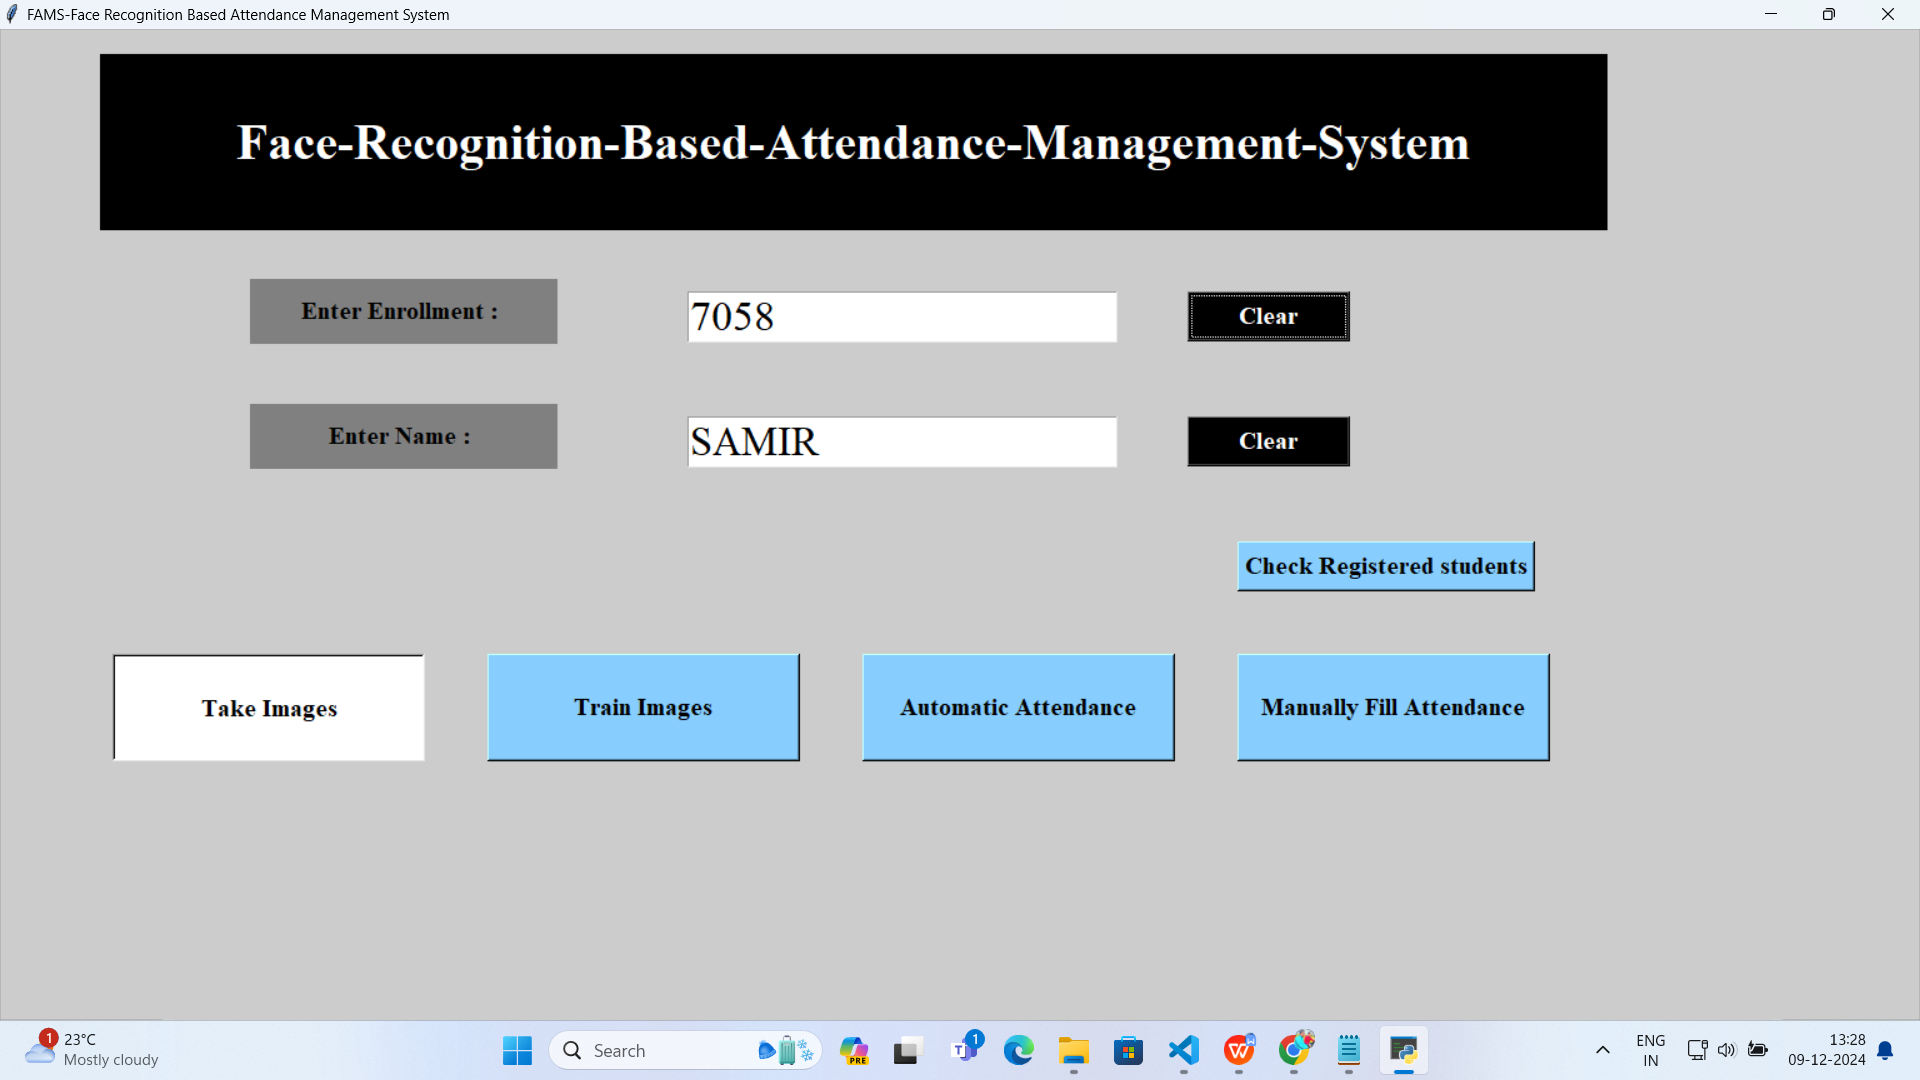 FAMS-Face Recognition Based Attendance Management System
Face-Recognition-Based-Attendance-Management-System
Enter Enrollment :
7058
Clear
Enter Name :
SAMIR
Clear
Check Registered students
Take Images
Train Images
Automatic Attendance
Manually Fill Attendance
1
23°C
Mostly cloudy
Search
PRE
T
1
W
ENG
IN
13:28
09-12-2024